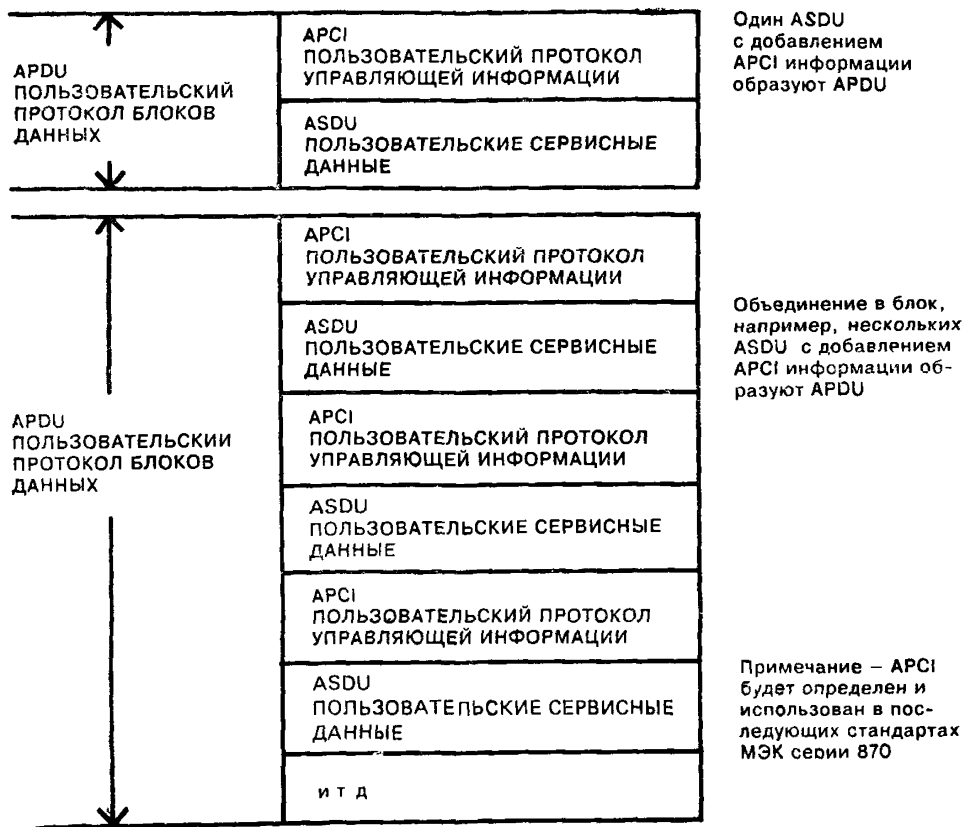 APCI
ПОЛЬЗОВАТЕЛЬСКИЙ ПРОТОКОЛ
УПРАВЛЯЮЩЕЙ ИНФОРМАЦИИ
Один ASDU
с добавлением
APCI информации
образуют APDU
APDU
ПОЛЬЗОВАТЕЛЬСКИЙ
ПРОТОКОЛ БЛОКОВ
ДАННЫХ
ASDU
ПОЛЬЗОВАТЕЛЬСКИЕ СЕРВИСНЫЕ
ДАННЫЕ
APCI
ПОЛЬЗОВАТЕЛЬСКИЙ ПРОТОКОЛ
УПРАВЛЯЮЩЕЙ ИНФОРМАЦИИ
ASDU
ПОЛЬЗОВАТЕЛЬСКИЕ СЕРВИСНЫЕ
ДАННЫЕ
Объединение в блок,
например, нескольких
ASDU с добавлением
APCI информации об-
разуют APDU
APDU
ПОЛЬЗОВАТЕЛЬСКИИ
ПРОТОКОЛ БЛОКОВ
ДАННЫХ
APCI
ПОЛЬЗОВАТЕЛЬСКИЙ ПРОТОКОЛ
УПРАВЛЯЮЩЕЙ ИНФОРМАЦИИ
ASDU
ПОЛЬЗОВАТЕЛЬСКИЕ СЕРВИСНЫЕ
ДАННЫЕ
APCI
ПОЛЬЗОВАТЕЛЬСКИЙ ПРОТОКОЛ
УПРАВЛЯЮЩЕЙ ИНФОРМАЦИИ
ASDU
ПОЛЬЗОВАТЕЛЬСКИЕ СЕРВИСНЫЕ
ДАННЫЕ
Примечание – APCI
будет определен и
использован в пос-
ледующих стандартах
МЭК серии 870
и т д